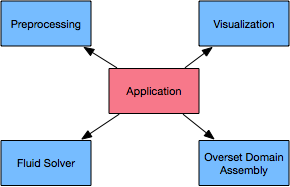 Preprocessing
Visualization
Application
Fluid Solver
Overset Domain
Assembly